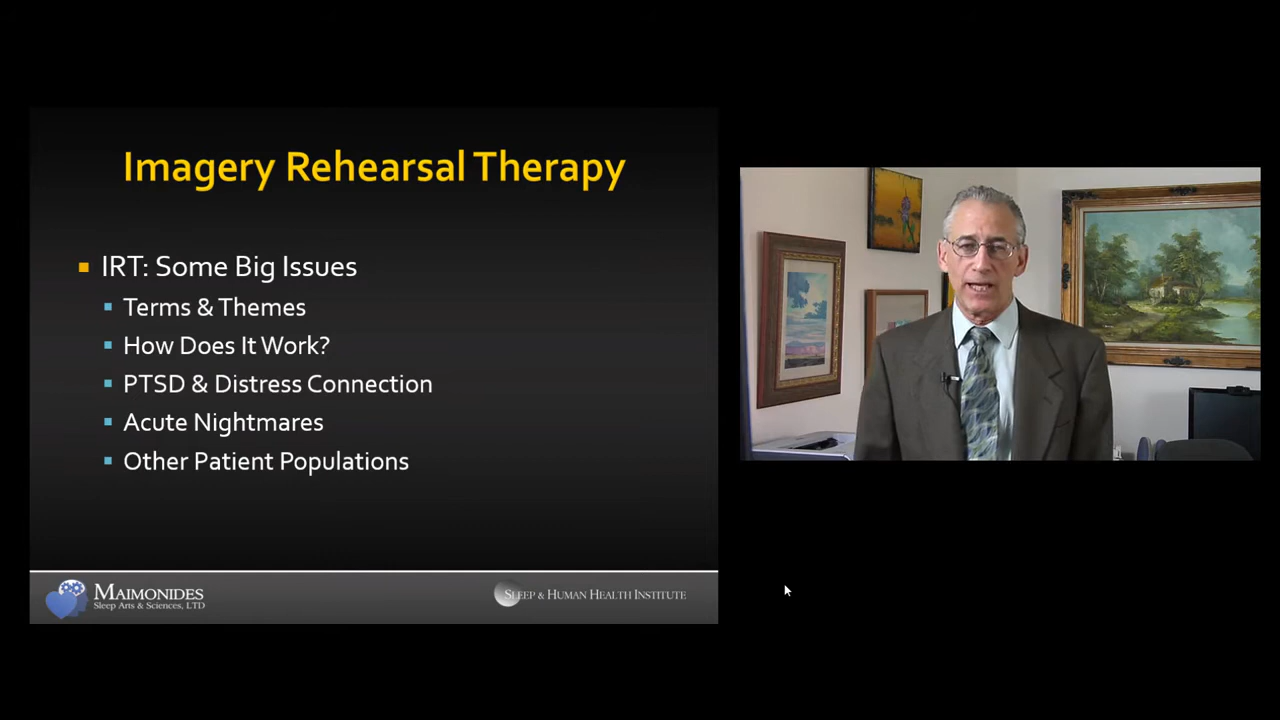 Imagery Rehearsal Therapy
IRT: Some Big Issues
Terms & Themes
How Does It Work?
PTSD & Distress Connection
Acute Nightmares
Other Patient Populations
MAIMONIDES
Sleep Arts & Sciences, LTD
SLEEP & HUMAN HEALTH INSTITUTE